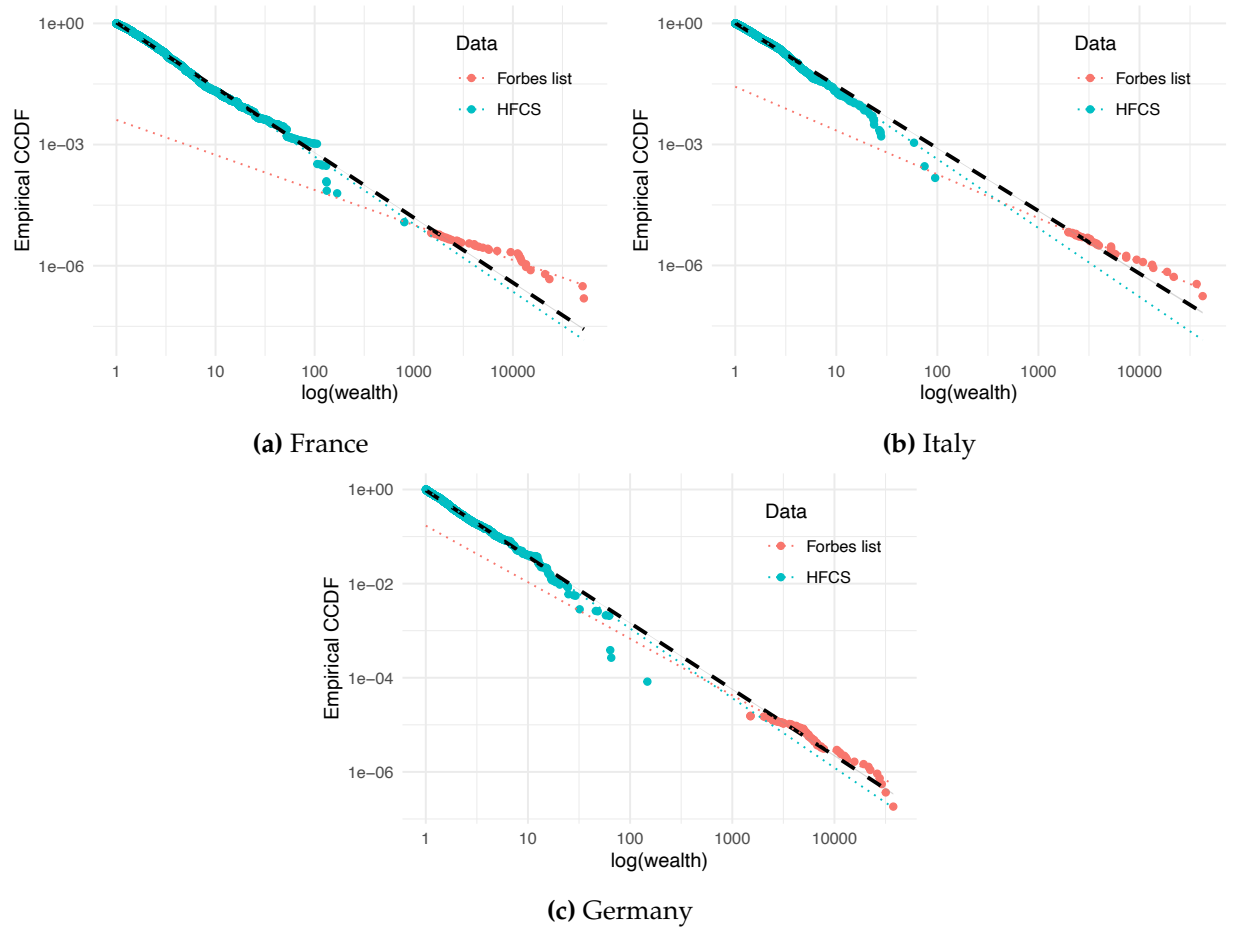 1e+00
1e−03
1e−06
Empirical CCDF
Data
Forbes list
HFCS
1
10
100
1000
10000
log(wealth)
(a) France
1e+00
1e−03
1e−06
Empirical CCDF
Data
Forbes list
HFCS
1
10
100
1000
10000
log(wealth)
(b) Italy
1e+00
1e−02
1e−04
1e−06
Empirical CCDF
Data
Forbes list
HFCS
1
10
100
1000
10000
log(wealth)
(c) Germany